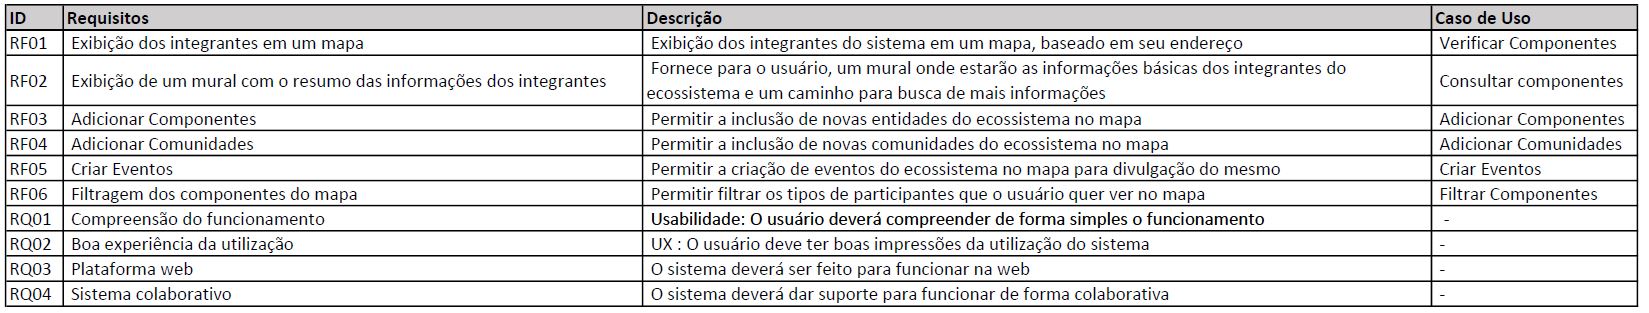 ID Requisitos Descrição Caso de Uso
RF01 Exibição dos integrantes em um mapa Exibição dos integrantes do sistema em um mapa, baseado em seu endereço Verificar Componentes
RF02 Exibição de um mural com o resumo das informações dos integrantes Fornece para o usuário, um mural onde estarão as informações básicas dos integrantes do
ecossistema e um caminho para busca de mais informações Consultar componentes
RF03 Adicionar Componentes Permitir a inclusão de novas entidades do ecossistema no mapa Adicionar Componentes
RF04 Adicionar Comunidades Permitir a inclusão de novas comunidades do ecossistema no mapa Adicionar Comunidades
RF05 Criar Eventos Permitir a criação de eventos do ecossistema no mapa para divulgação do mesmo Criar Eventos
RF06 Filtragem dos componentes do mapa Permitir filtrar os tipos de participantes que o usuário quer ver no mapa Filtrar Componentes
RQ01 Compreensão do funcionamento Usabilidade: O usuário deverá compreender de forma simples o funcionamento -
RQ02 Boa experiência da utilização UX : O usuário deve ter boas impressões da utilização do sistema -
RQ03 Plataforma web O sistema deverá ser feito para funcionar na web -
RQ04 Sistema colaborativo O sistema deverá dar suporte para funcionar de forma colaborativa -